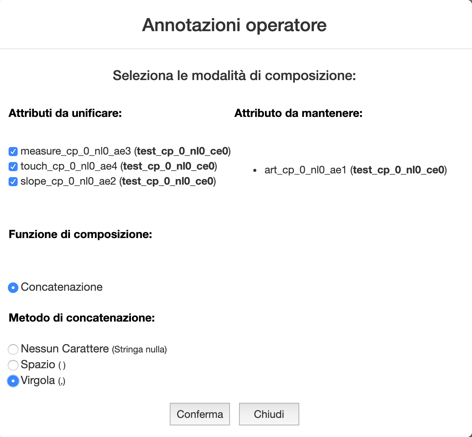 Annotazioni operatore
Seleziona le modalità di composizione:
Attributi da unificare:
measure_cp_0_nl0_ae3 (test_cp_0_nl0_ce0)
touch_cp_0_nl0_ae4 (test_cp_0_nl0_ce0)
slope_cp_0_nl0_ae2 (test_cp_0_nl0_ce0)
Attributo da mantenere:
art_cp_0_nl0_ae1 (test_cp_0_nl0_ce0)
Funzione di composizione:
Concatenazione
Metodo di concatenazione:
Nessun Carattere (Stringa nulla)
Spazio ( )
Virgola (,)
Conferma Chiudi